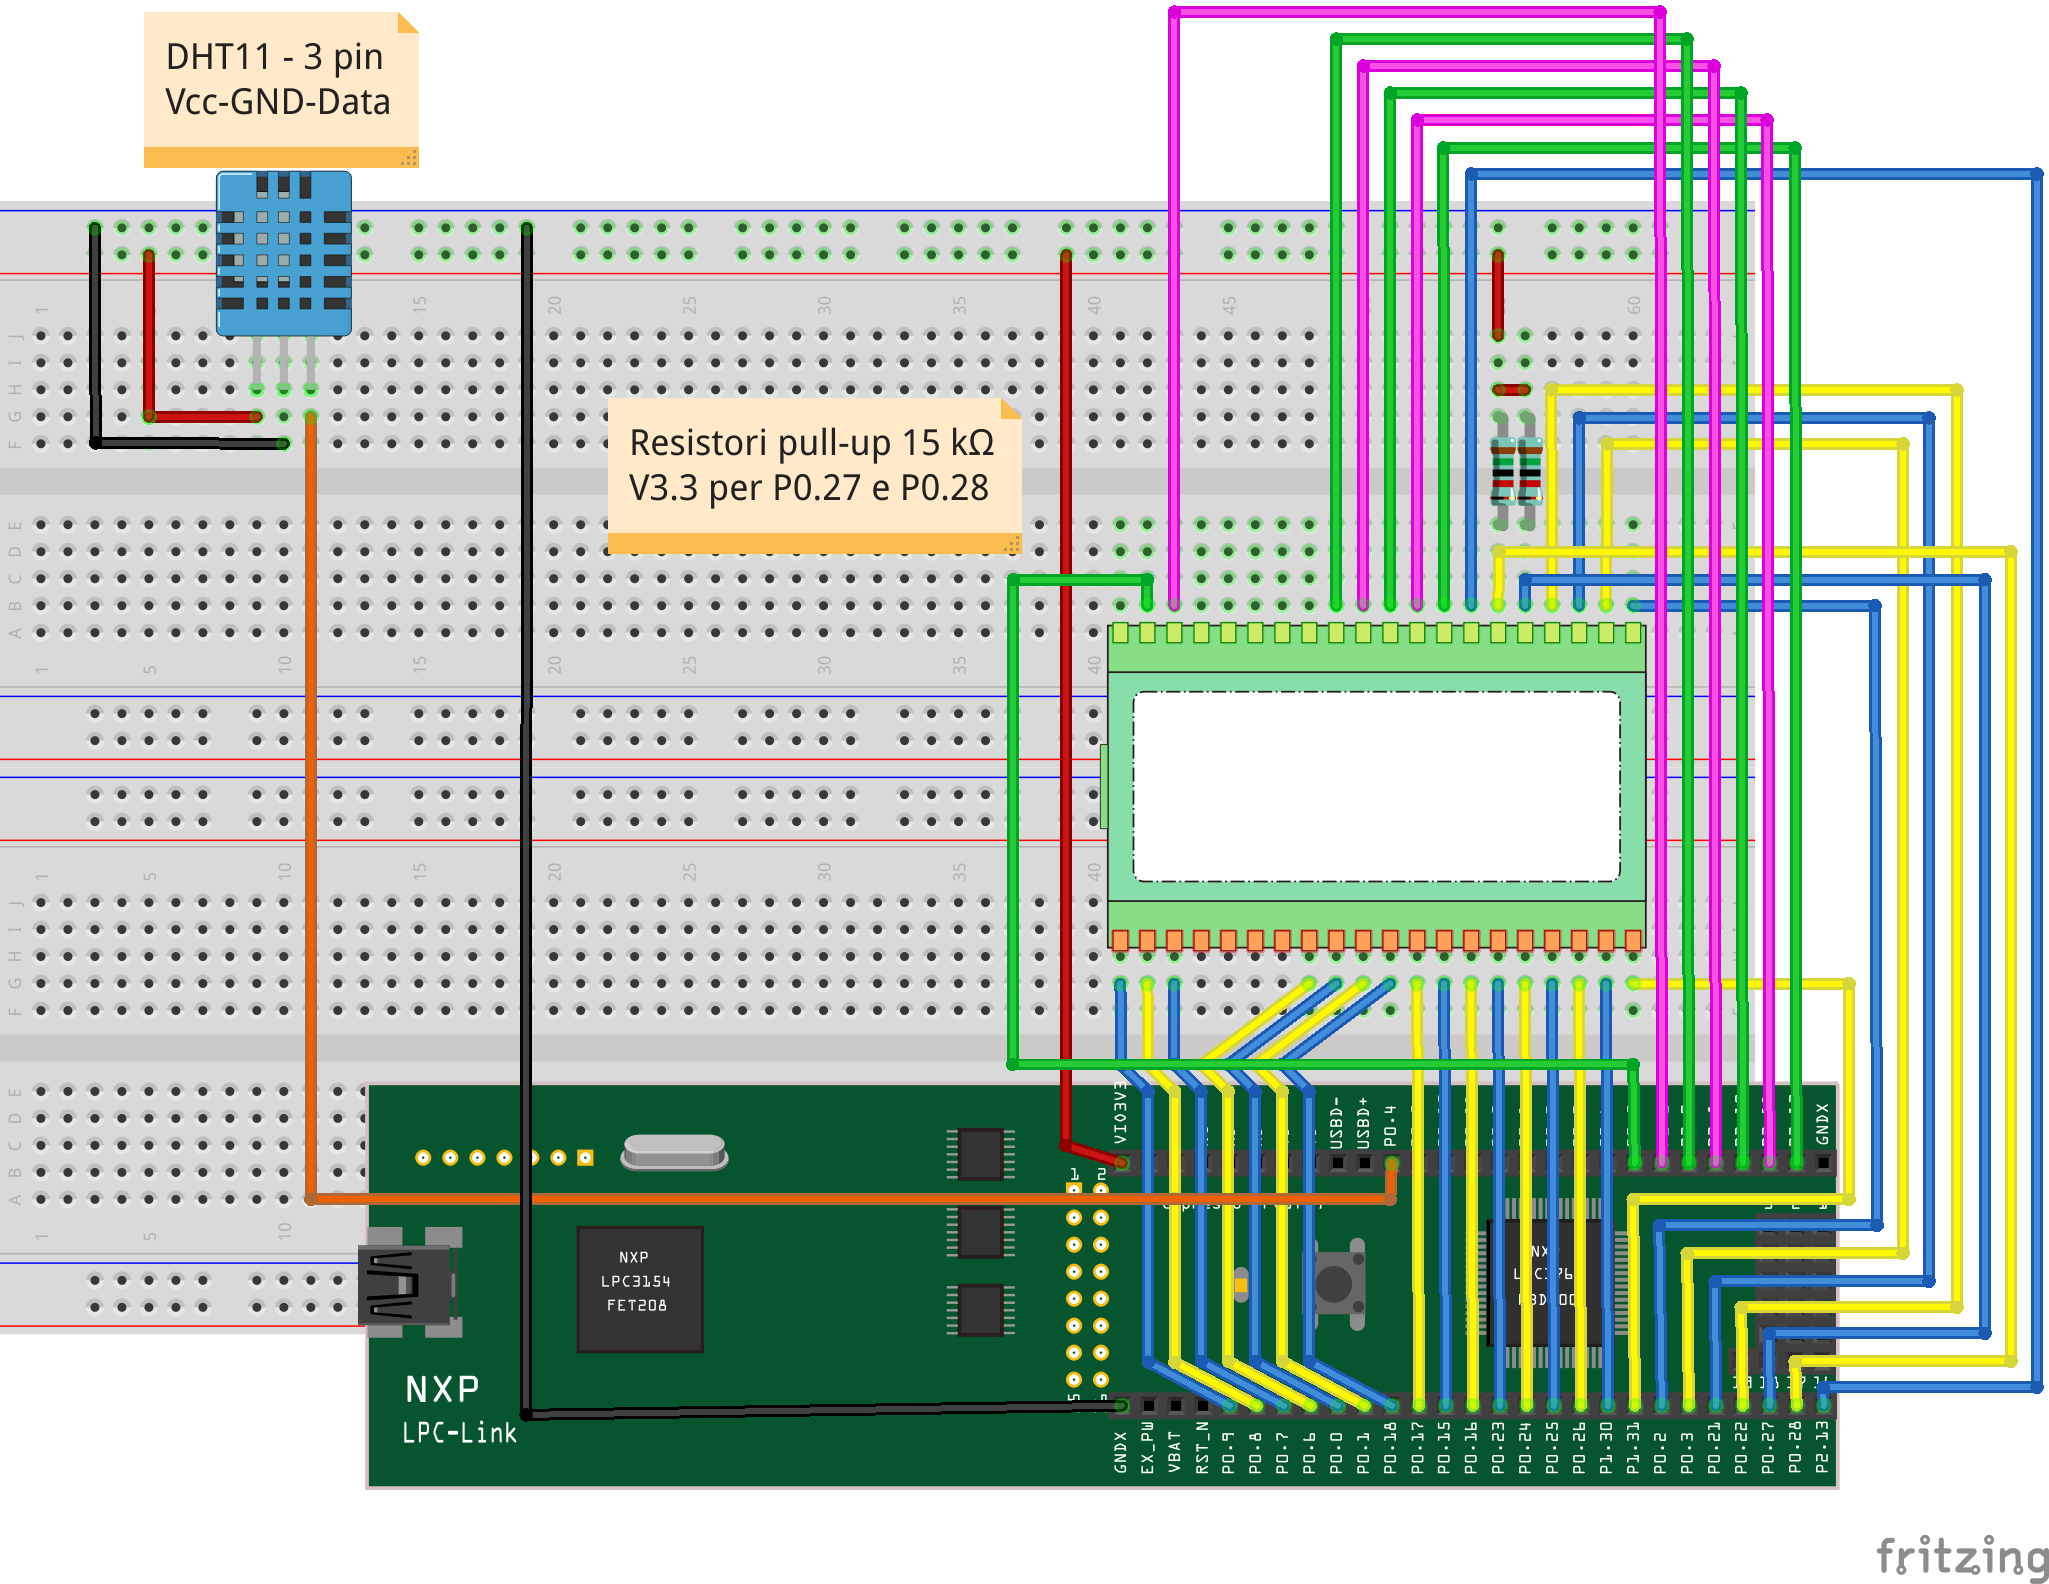 DHT11 - 3 pin
Vcc-GND-Data
1
15
20
25
30
35
40
45
60
J
I
H
G
F
Resistori pull-up 15 kΩ
V3.3 per P0.27 e P0.28
E
D
C
B
A
1
5
10
15
20
25
30
35
40
1
5
10
15
20
25
30
35
40
J
I
H
G
F
E
D
C
B
A
1
5
10
VIO3V3
USBD-
USBD+
P0.4
GNDX
1
2
NXP
LPC3154
FET208
NXP
LPC-Link
GNDX
EX_PW
VBAT
RST_N
P0.9
P0.8
P0.7
P0.6
P0.0
P0.1
P0.18
P0.17
P0.15
P0.16
P0.23
P0.24
P0.25
P0.26
P1.30
P1.31
P0.2
P0.3
P0.21
P0.22
P0.27
P0.28
P2.13
fritzing